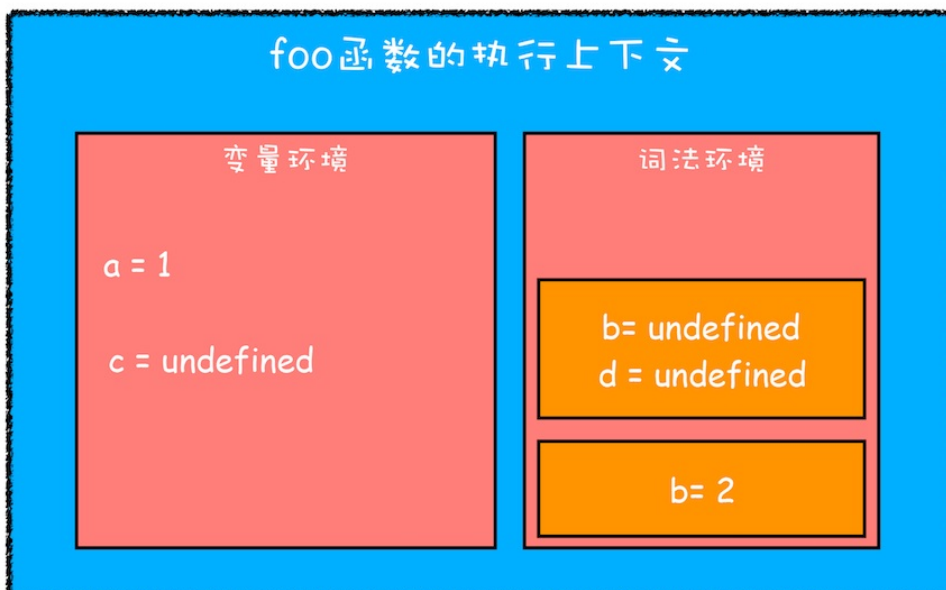 foo函数的执行上下文
变量环境
a = 1
c = undefined
词法环境
b= undefined
d = undefined
b= 2